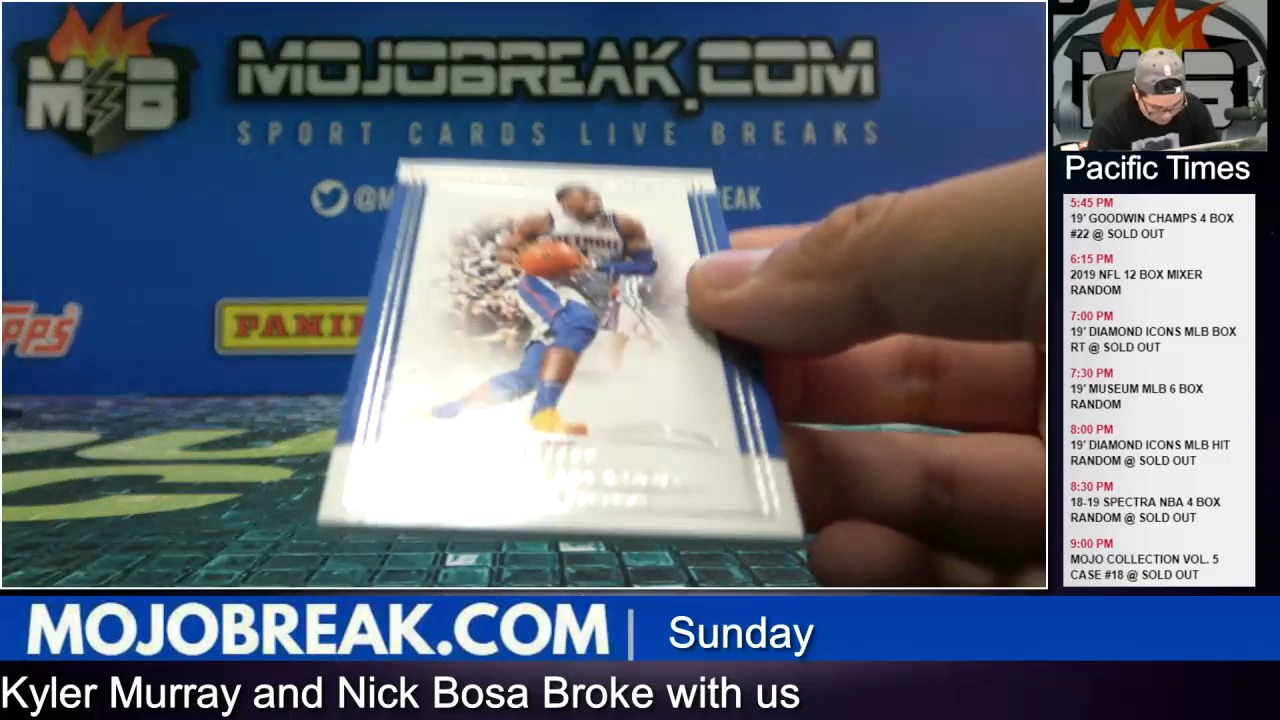 MB
MOJOBREAK.COM
SPORT CARDS LIVE BREAKS
PANINI
DETROIT
Pacific Times
5:45 PM
19' GOODWIN CHAMPS 4 BOX
#22 @ SOLD OUT
6:15 PM
2019 NFL 12 BOX MIXER
RANDOM
7:00 PM
19' DIAMOND ICONS MLB BOX
RT @ SOLD OUT
7:30 PM
19' MUSEUM MLB 6 BOX
RANDOM
8:00 PM
19' DIAMOND ICONS MLB HIT
RANDOM @ SOLD OUT
8:30 PM
18-19 SPECTRA NBA 4 BOX
RANDOM @ SOLD OUT
9:00 PM
MOJO COLLECTION VOL. 5
CASE #18 @ SOLD OUT
MOJOBREAK.COM | Sunday
Kyler Murray and Nick Bosa Broke with us